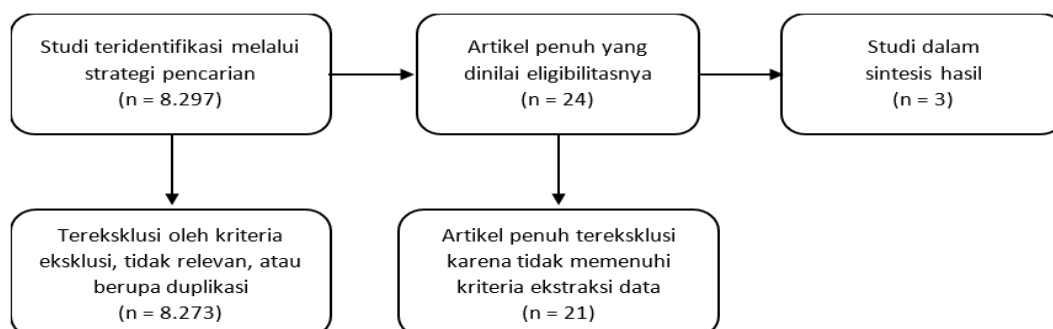 Studi teridentifikasi melalui
strategi pencarian
(n = 8.297)
Artikel penuh yang
dinilai eligibilitasnya
(n = 24)
Studi dalam
sintesis hasil
(n = 3)
Tereksklusi oleh kriteria
eksklusi, tidak relevan, atau
berupa duplikasi
(n = 8.273)
Artikel penuh tereksklusi
karena tidak memenuhi
kriteria ekstraksi data
(n = 21)